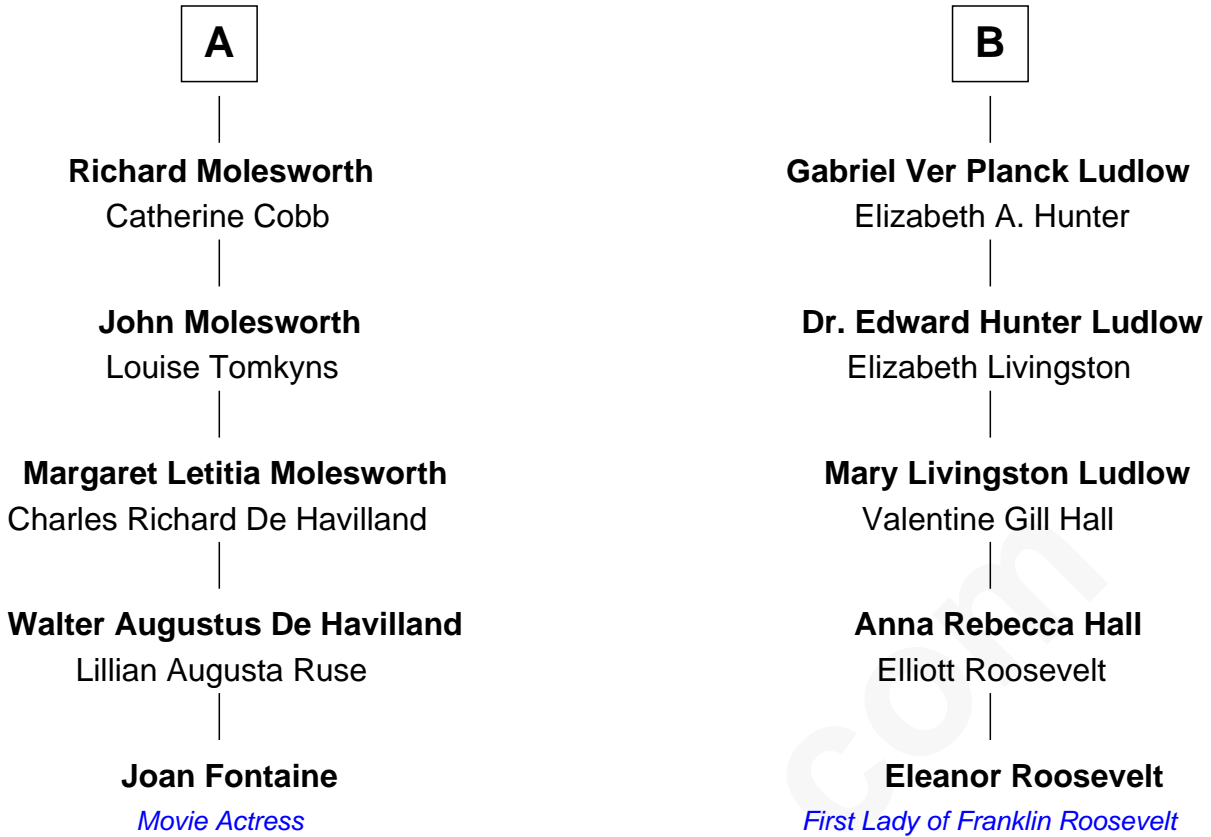 A
Richard Molesworth
Catherine Cobb
John Molesworth
Louise Tomkyns
Margaret Letitia Molesworth
Charles Richard De Havilland
Walter Augustus De Havilland
Lillian Augusta Ruse
Joan Fontaine
Movie Actress
B
Gabriel Ver Planck Ludlow
Elizabeth A. Hunter
Dr. Edward Hunter Ludlow
Elizabeth Livingston
Mary Livingston Ludlow
Valentine Gill Hall
Anna Rebecca Hall
Elliott Roosevelt
Eleanor Roosevelt
First Lady of Franklin Roosevelt
com